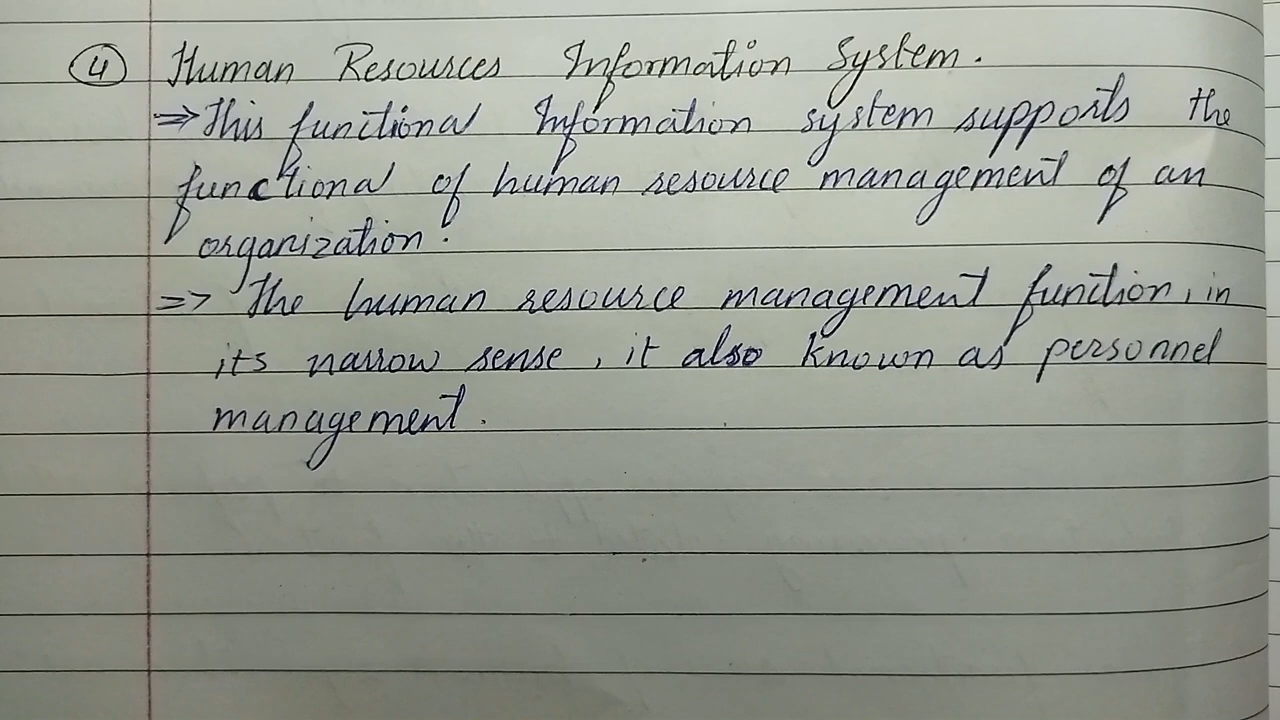 4 Human Resources Information System.
=> This functional Information system supports the
functional of human resource management of an
organization.
=> The human resource management function, in
its narrow sense, it also known as personnel
management.